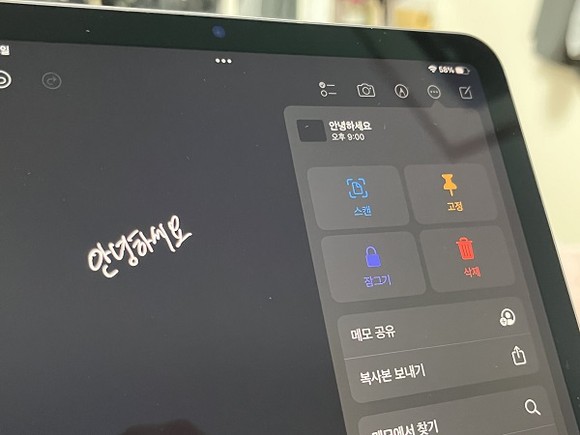 일
58%
안녕하세요
오후 9:00
스캔
고정
안녕하세요
잠그기
삭제
메모 공유
복사본 보내기
메모에서 찾기